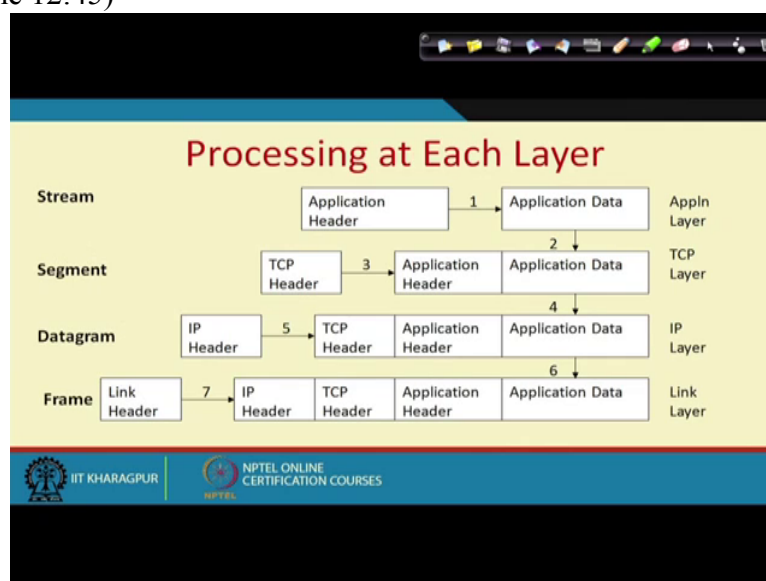 12:45)
Processing at Each Layer
Stream
Application
Header
1
Application Data
Appln
Layer
2
Segment
TCP
Header
3
Application
Header
Application Data
TCP
Layer
4
Datagram
IP
Header
5
TCP
Header
Application
Header
Application Data
IP
Layer
6
Frame
Link
Header
7
IP
Header
TCP
Header
Application
Header
Application Data
Link
Layer
IIT KHARAGPUR
NPTEL
NPTEL ONLINE
CERTIFICATION COURSES